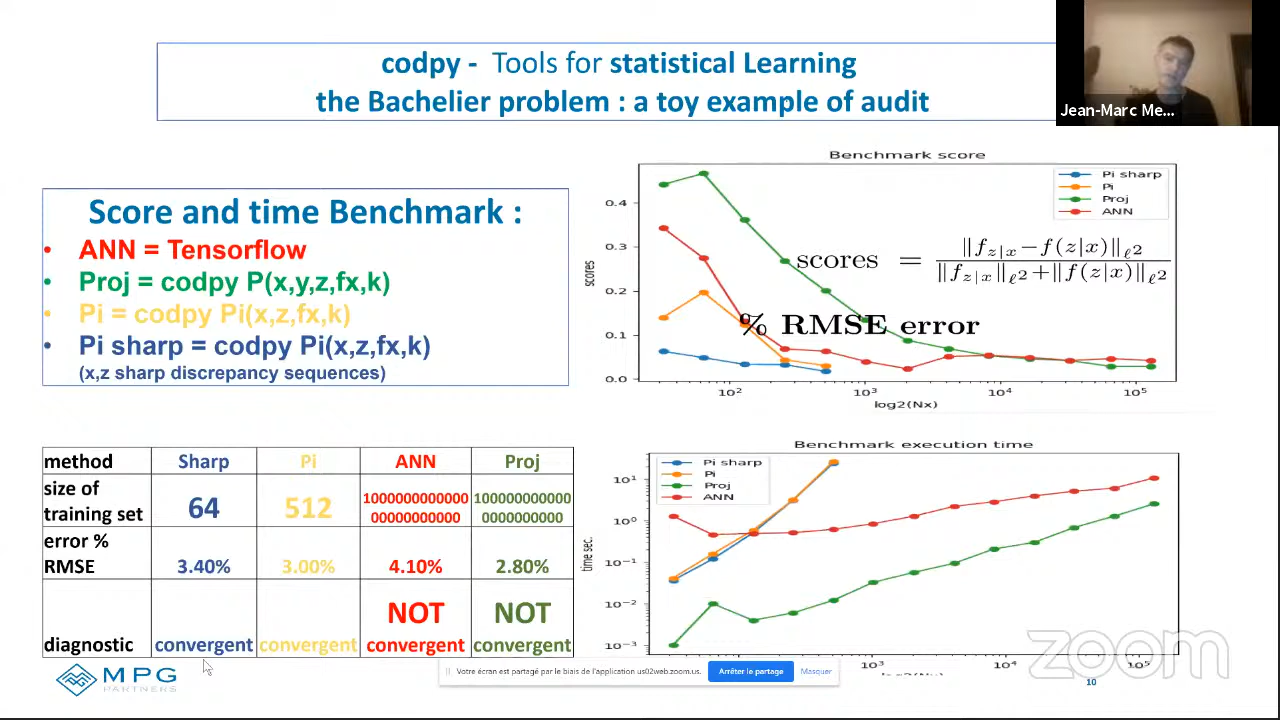 codpy - Tools for statistical Learning
the Bachelier problem : a toy example of audit
Jean-Marc Me...
Score and time Benchmark :
• ANN = Tensorflow
• Proj = codpy P(x,y,z,fx,k)
• Pi = codpy Pi(x,z,fx,k)
• Pi sharp = codpy Pi(x,z,fx,k)
(x,z sharp discrepancy sequences)
Benchmark score
Pi sharp
Pi
Proj
ANN
scores = ‖f_{z|x} − f(z|x)‖_{ℓ²} / ‖f_{z|x}‖_{ℓ²} + ‖f(z|x)‖_{ℓ²}
% RMSE error
scores
0.4
0.3
0.2
0.1
0.0
10² 10³ 10⁴ 10⁵
log2(Nx)
method Sharp Pi ANN Proj
size of training set 64 512 1000000000000 00000000000 100000000000 0000000000
error % RMSE 3.40% 3.00% 4.10% 2.80%
diagnostic convergent convergent NOT convergent NOT convergent
Benchmark execution time
Pi sharp
Pi
Proj
ANN
time sec.
10¹
10⁰
10⁻¹
10⁻²
10⁻³
10³ 10⁴ 10⁵
MPG
PARTNERS
Votre écran est partagé par le biais de l'application us02web.zoom.us.
Arrêter le partage
Masquer
zoom
10